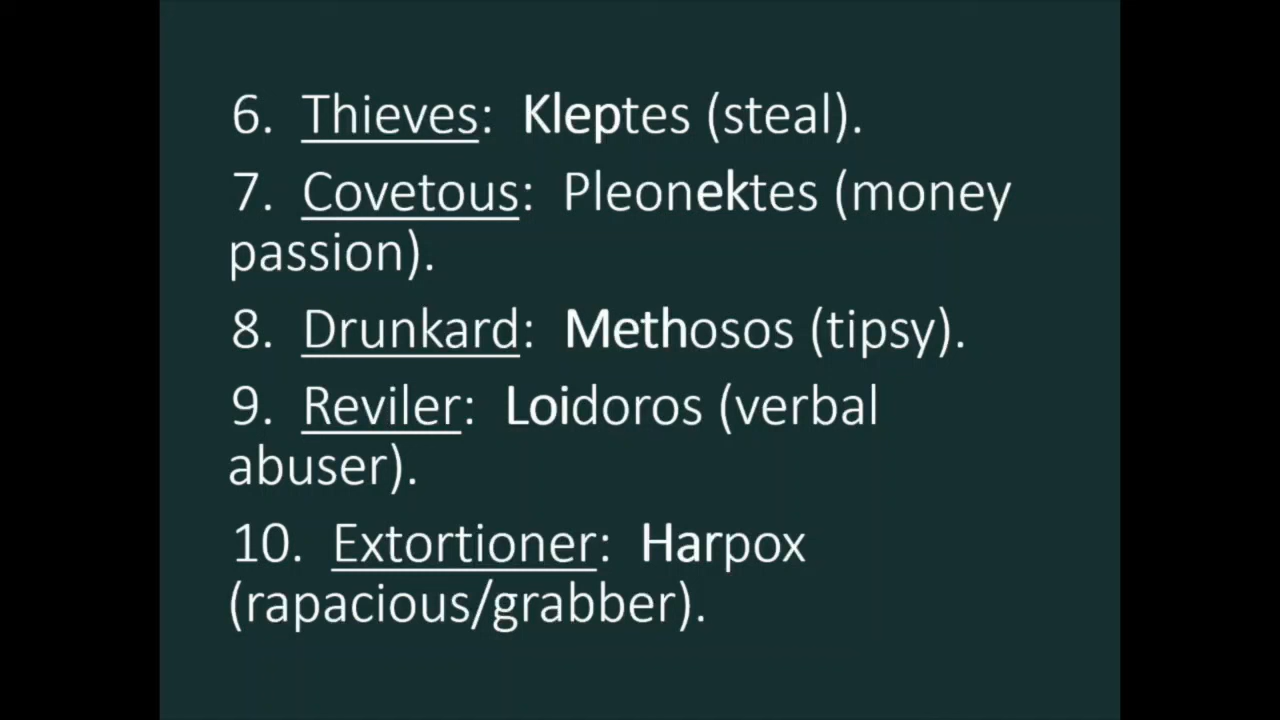 6. Thieves: Kleptes (steal).
7. Covetous: Pleonektes (money
passion).
8. Drunkard: Methosos (tipsy).
9. Reviler: Loidoros (verbal
abuser).
10. Extortioner: Harpox
(rapacious/grabber).